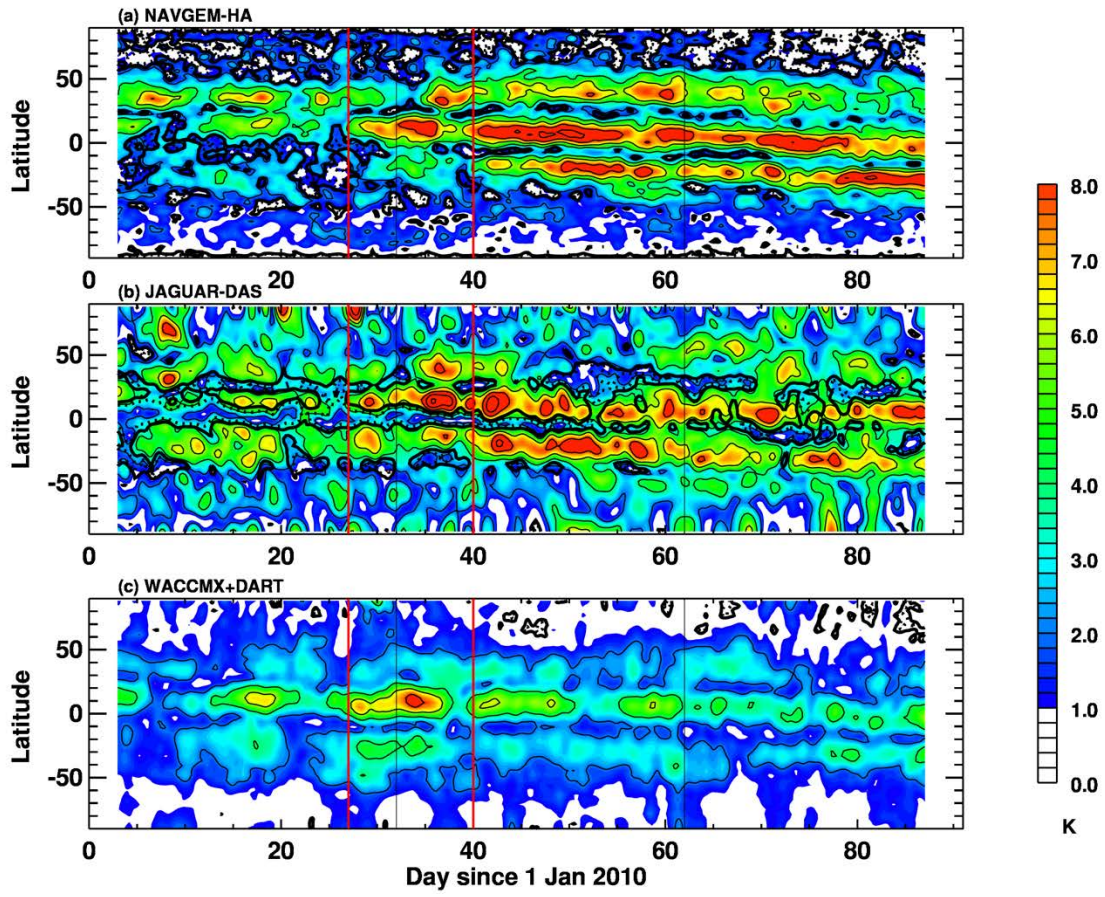 (a) NAVGEM-HA
50
0
-50
Latitude
0 20 40 60 80
(b) JAGUAR-DAS
50
0
-50
Latitude
0 20 40 60 80
(c) WACCMX+DART
50
0
-50
Latitude
0 20 40 60 80
Day since 1 Jan 2010
8.0
7.0
6.0
5.0
4.0
3.0
2.0
1.0
0.0
K